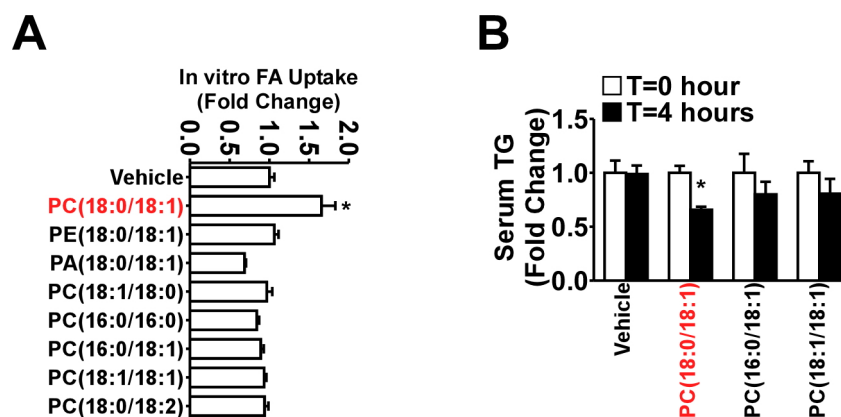 A
In vitro FA Uptake
(Fold Change)
0.0
0.5
1.0
1.5
2.0
Vehicle
PC(18:0/18:1)
*
PE(18:0/18:1)
PA(18:0/18:1)
PC(18:1/18:0)
PC(16:0/16:0)
PC(16:0/18:1)
PC(18:1/18:1)
PC(18:0/18:2)
B
T=0 hour
T=4 hours
Serum TG
(Fold Change)
1.5
1.0
0.5
0.0
*
Vehicle
PC(18:0/18:1)
PC(16:0/18:1)
PC(18:1/18:1)